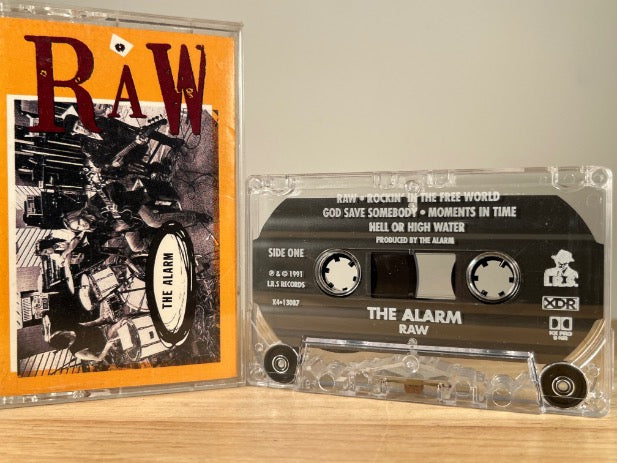 RAW
THE ALARM
RAW • ROCKIN' IN THE FREE WORLD
GOD SAVE SOMEBODY • MOMENTS IN TIME
HELL OR HIGH WATER
PRODUCED BY THE ALARM
SIDE ONE
℗ & © 1991
I.R.S RECORDS
X4-13087
XDR
THE ALARM
RAW